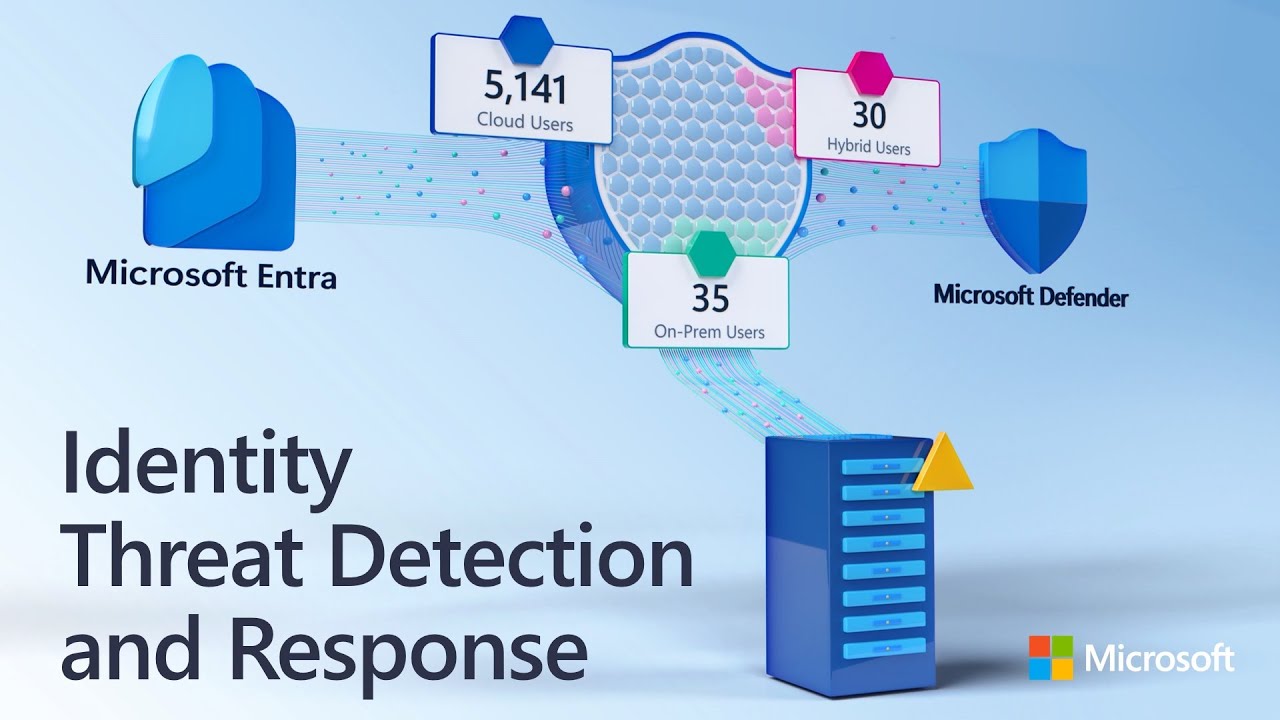 5,141
Cloud Users
30
Hybrid Users
Microsoft Entra
35
On-Prem Users
Microsoft Defender
Identity
Threat Detection
and Response
Microsoft